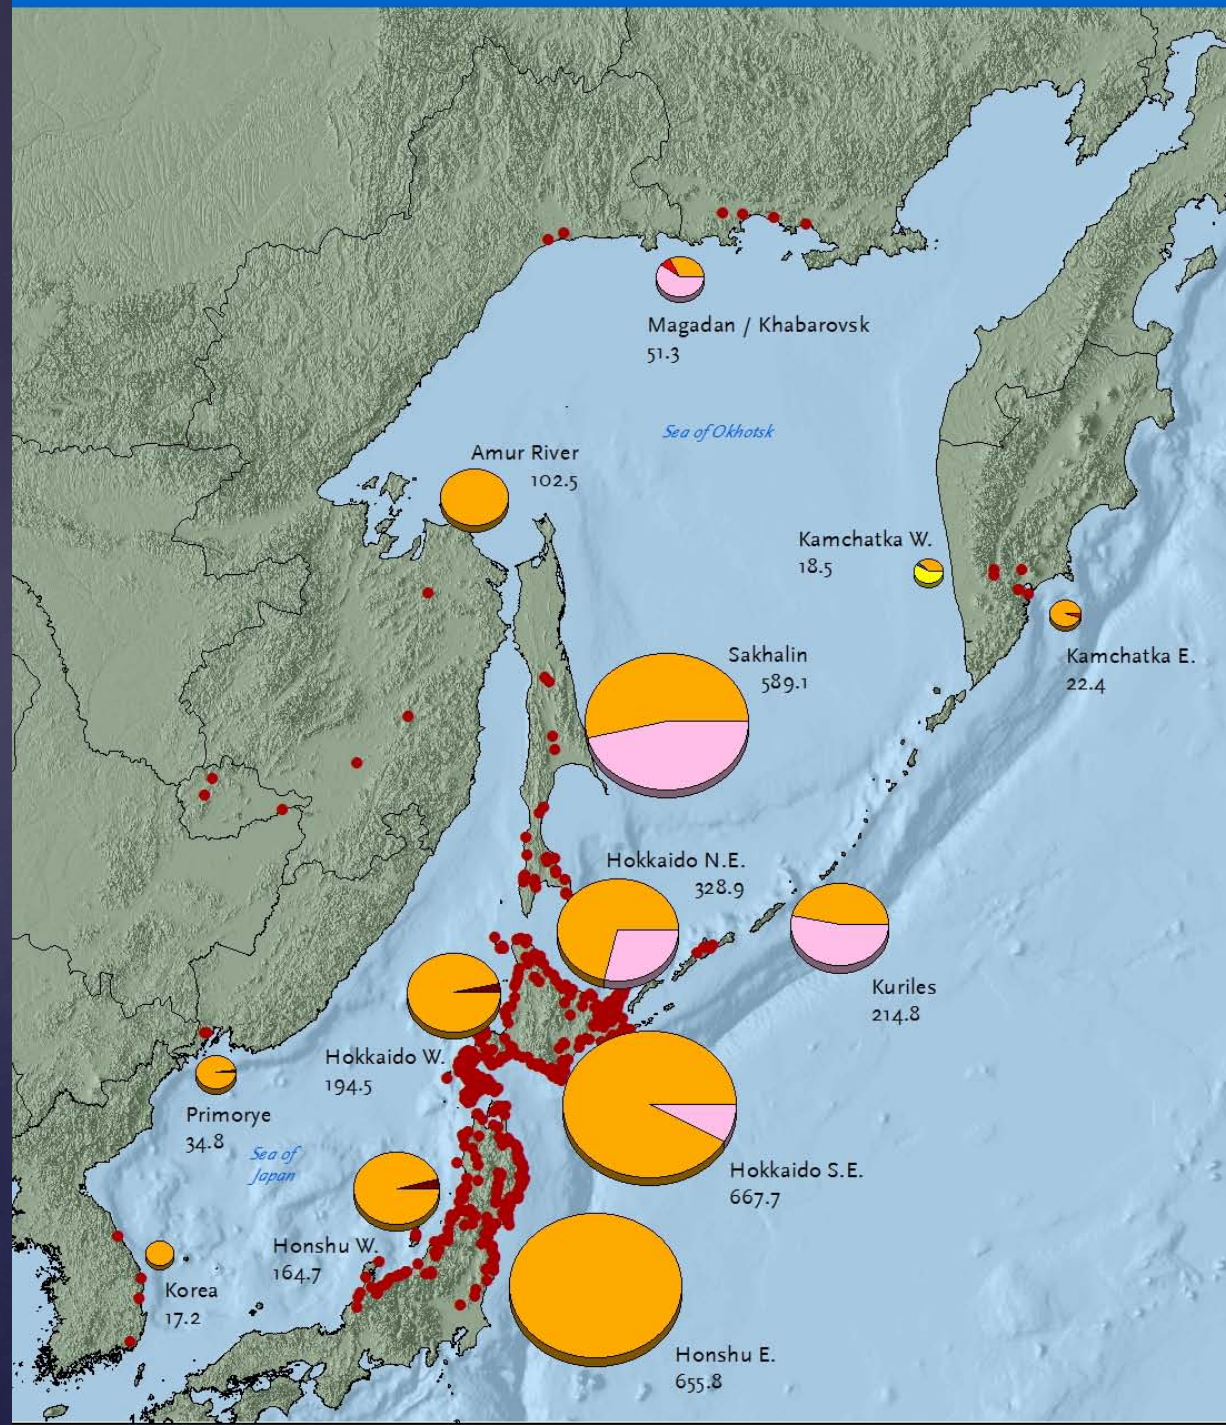 Magadan / Khabarovsk
51.3
Sea of Okhotsk
Amur River
102.5
Kamchatka W.
18.5
Kamchatka E.
22.4
Sakhalin
589.1
Hokkaido N.E.
328.9
Kuriles
214.8
Hokkaido W.
194.5
Primorye
34.8
Sea of
Japan
Hokkaido S.E.
667.7
Honshu W.
164.7
Korea
17.2
Honshu E.
655.8